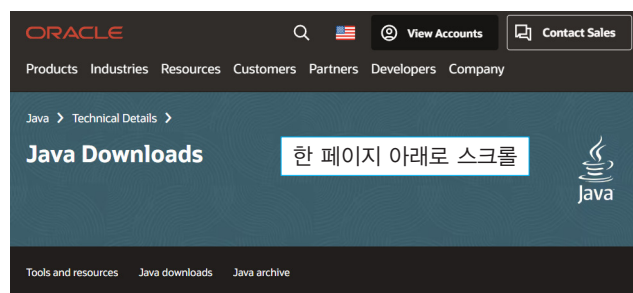 ORACLE
View Accounts
Contact Sales
Products Industries Resources Customers Partners Developers Company
Java > Technical Details >
Java Downloads
한 페이지 아래로 스크롤
Java
Tools and resources Java downloads Java archive